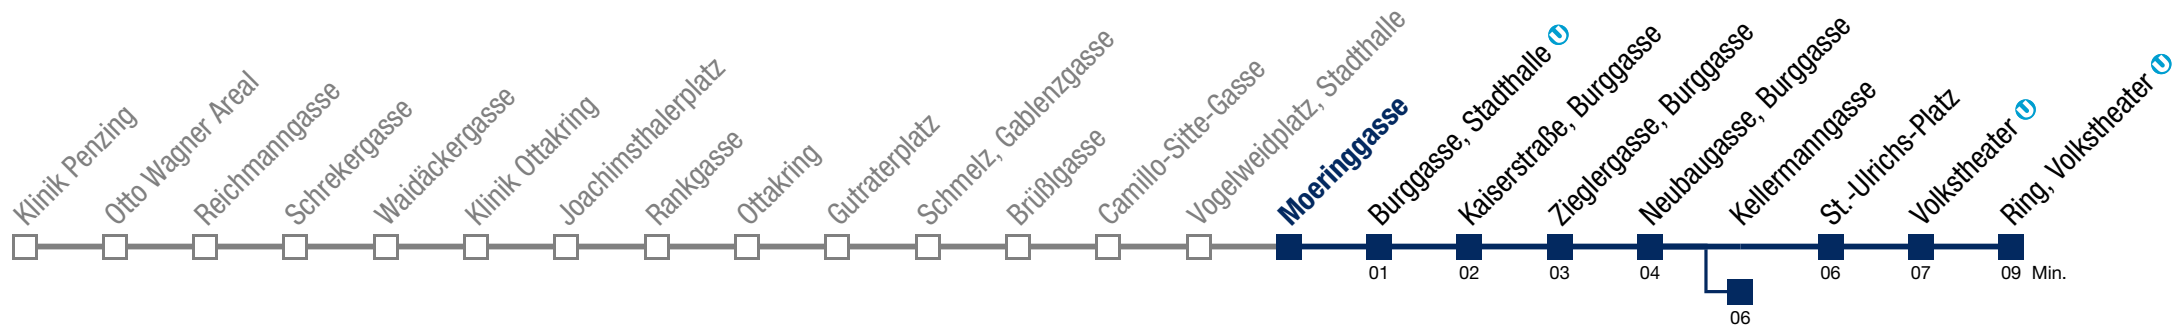 Klinik Penzing
Otto Wagner Areal
Reichmanngasse
Schrekergasse
Waidäckergasse
Klinik Ottakring
Joachimsthalerplatz
Rankgasse
Ottakring
Gutraterplatz
Schmelz, Gablenzgasse
Brüßlgasse
Camillo-Sitte-Gasse
Vogelweidplatz, Stadthalle
Moeringgasse
Burggasse, Stadthalle U
Kaiserstraße, Burggasse
Zieglergasse, Burggasse
Neubaugasse, Burggasse
Kellermanngasse
St.-Ulrichs-Platz
Volkstheater U
Ring, Volkstheater U
01 02 03 04 06 07 09 Min.
06